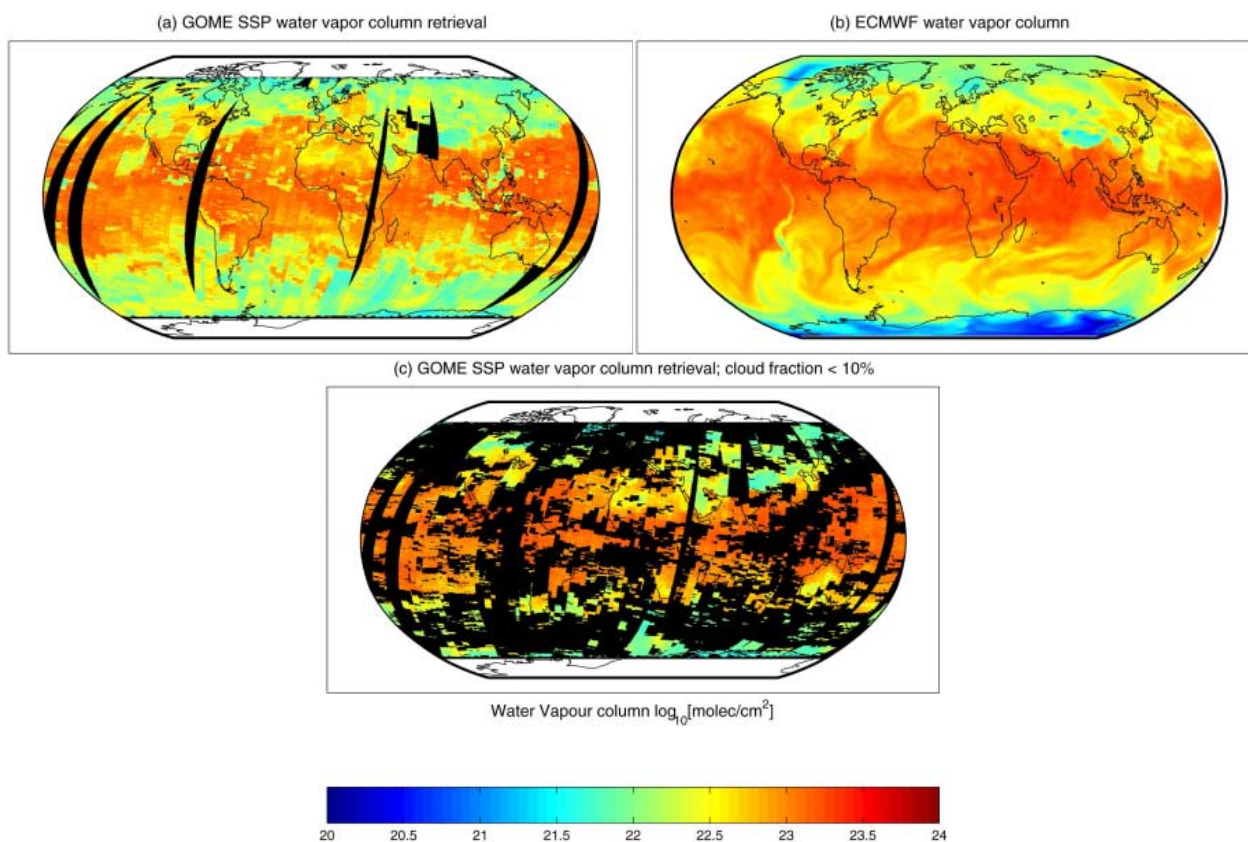 (a) GOME SSP water vapor column retrieval
(b) ECMWF water vapor column
(c) GOME SSP water vapor column retrieval; cloud fraction < 10%
Water Vapour column log₁₀[molec/cm²]
20 20.5 21 21.5 22 22.5 23 23.5 24